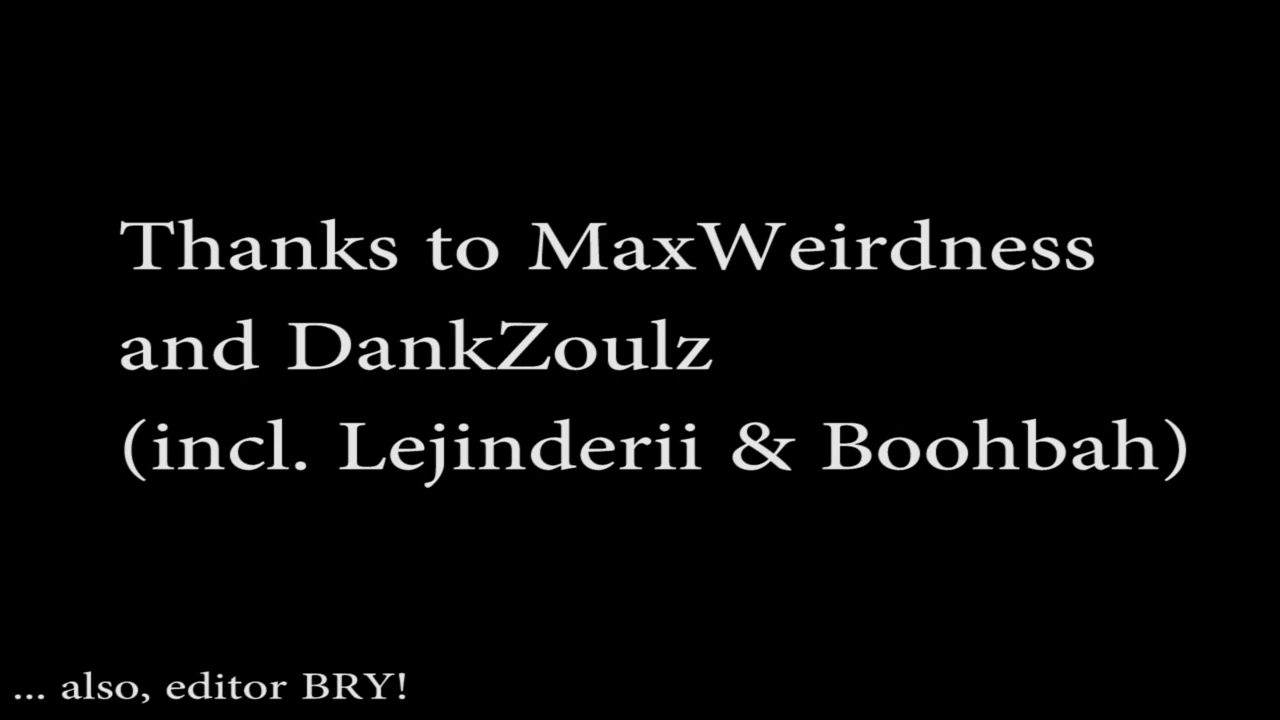 Thanks to MaxWeirdness
and DankZoulz
(incl. Lejinderii & Boohbah)
... also, editor BRY!